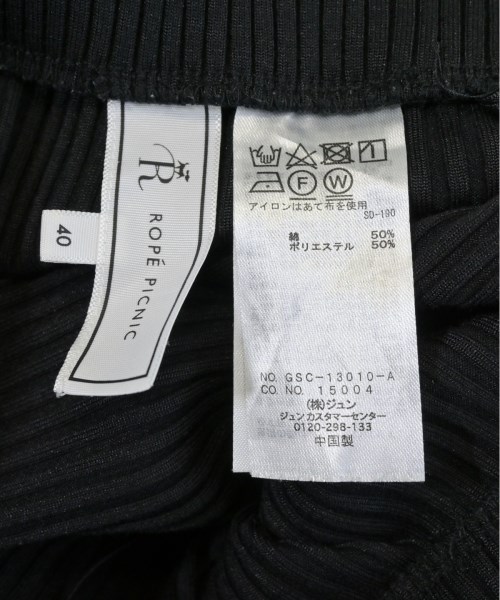 R
ROPÉ PICNIC
40
F W
アイロンはあて布を使用
SD-190
綿 50%
ポリエステル 50%
NO. GSC-13010-A
CO.NO. 15004
(株)ジュン
ジュン カスタマーセンター
0120-298-133
中国製